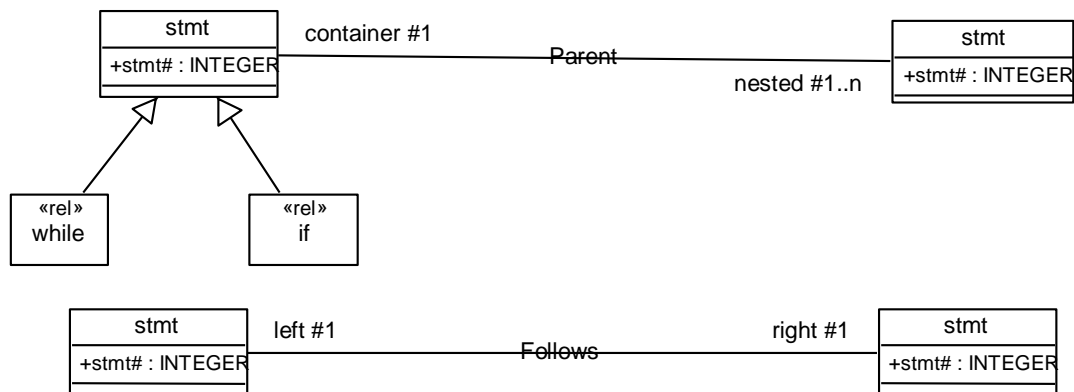 stmt
+stmt# : INTEGER
container #1
Parent
nested #1..n
stmt
+stmt# : INTEGER
«rel»
while
«rel»
if
stmt
+stmt# : INTEGER
left #1
Follows
right #1
stmt
+stmt# : INTEGER